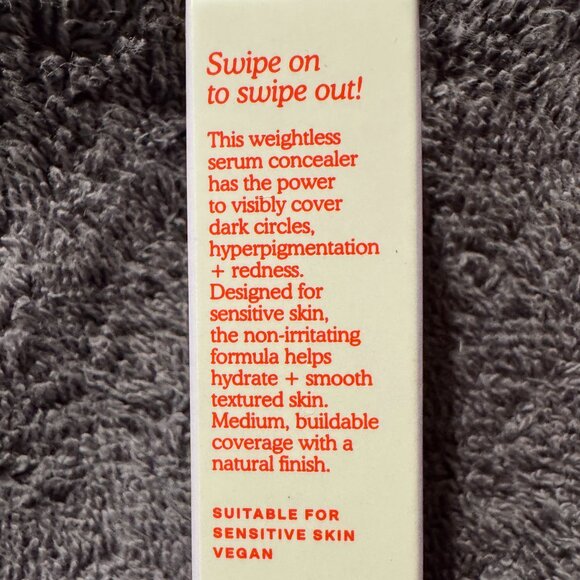 Swipe on
to swipe out!
This weightless
serum concealer
has the power
to visibly cover
dark circles,
hyperpigmentation
+ redness.
Designed for
sensitive skin,
the non-irritating
formula helps
hydrate + smooth
textured skin.
Medium, buildable
coverage with a
natural finish.
SUITABLE FOR
SENSITIVE SKIN
VEGAN